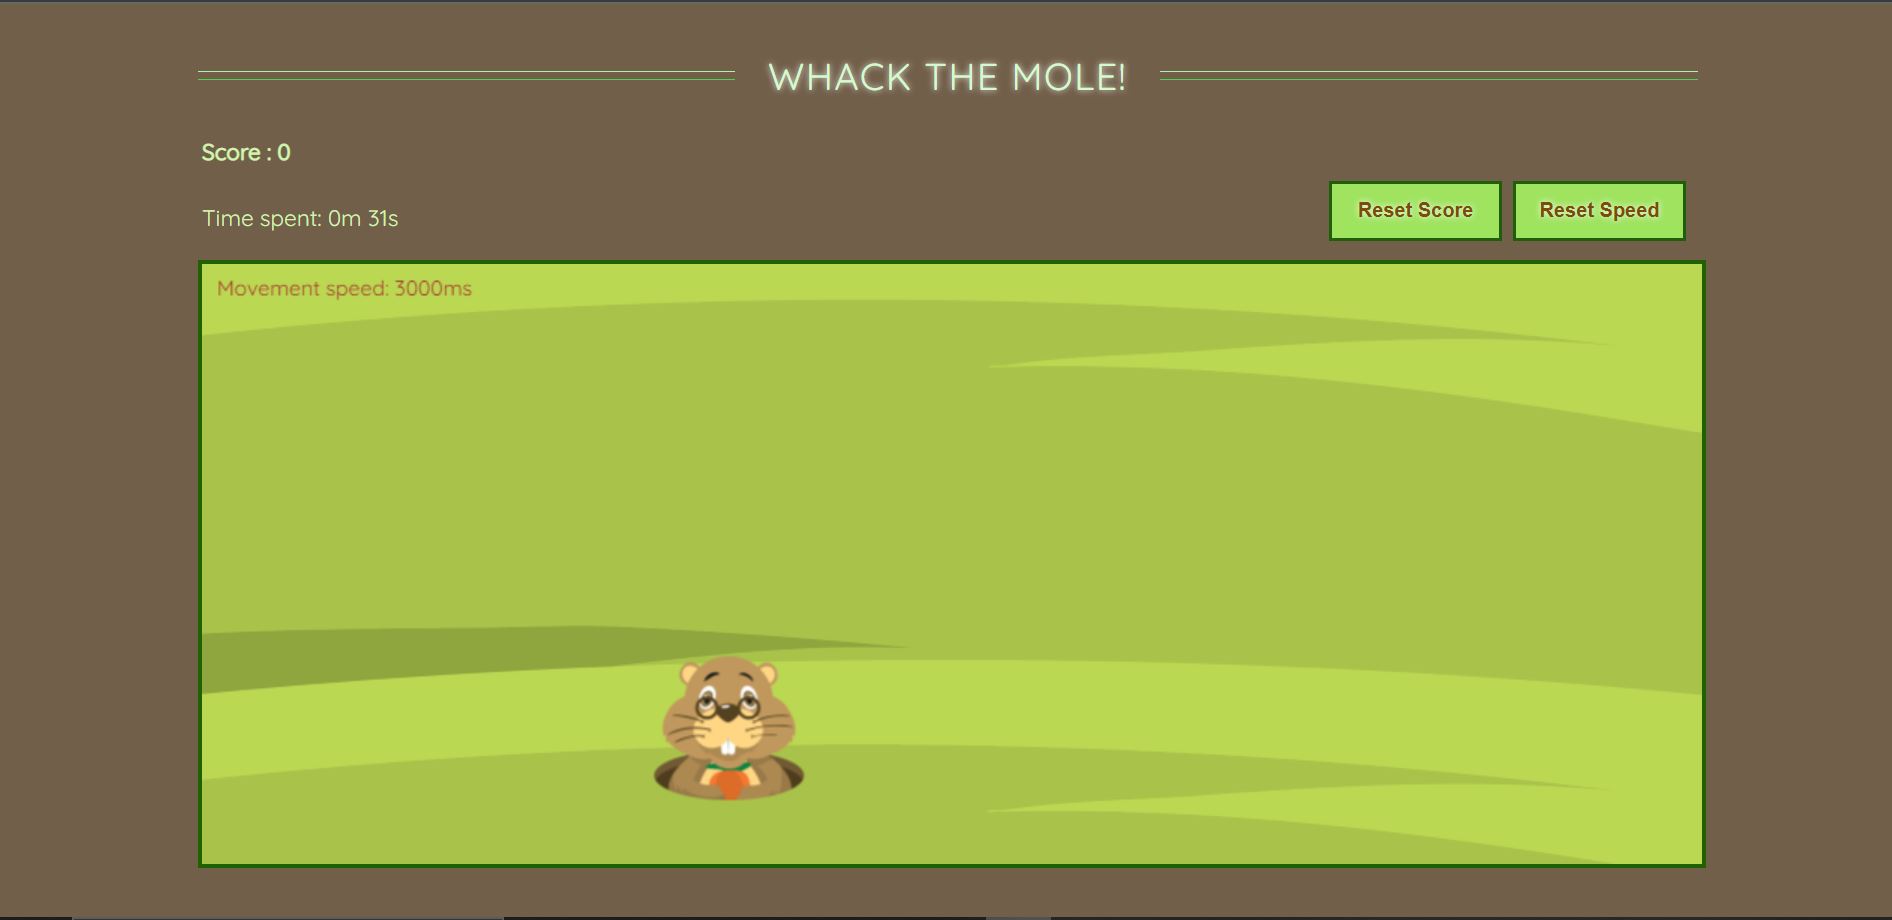 WHACK THE MOLE!
Score : 0
Time spent: 0m 31s
Reset Score
Reset Speed
Movement speed: 3000ms